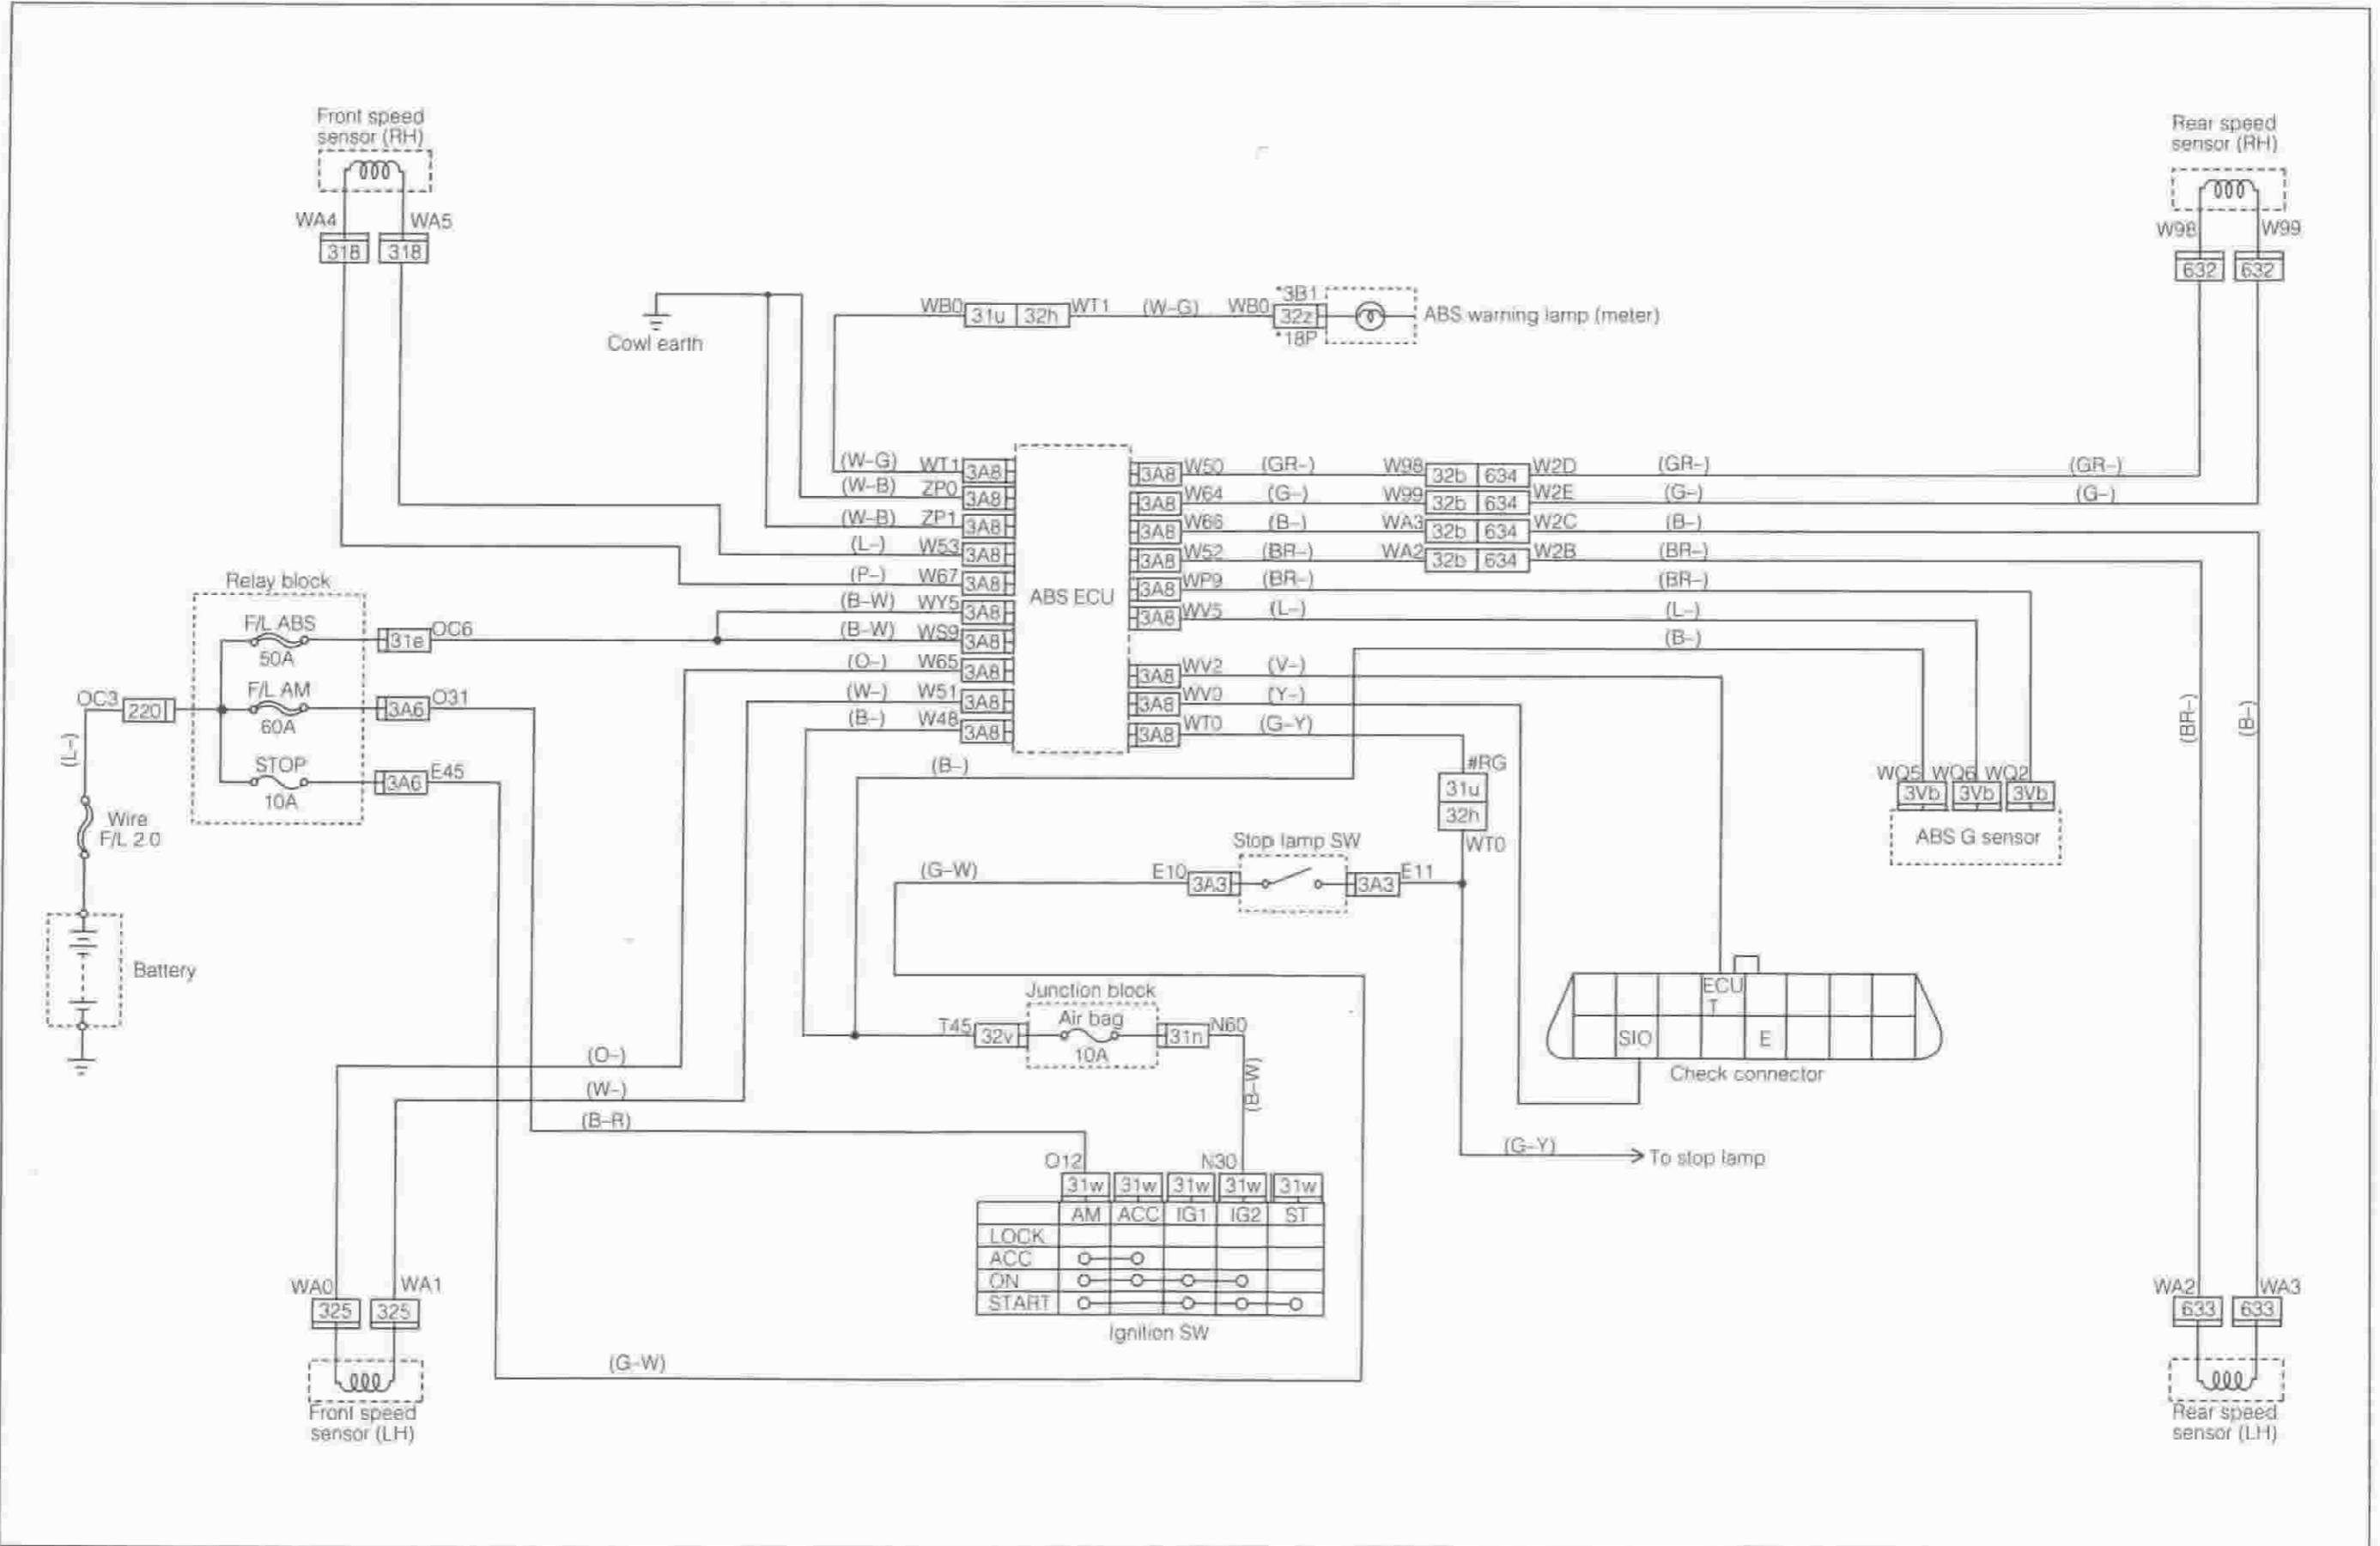 Front speed
sensor (RH)
WA4 WA5
318 318
Rear speed
sensor (RH)
W98 W99
632 632
Cowl earth
WB0 31u 32h WT1 (W-G) WB0 *3B1 32z *18P ABS warning lamp (meter)
(W-G) WT1 3A8
(W-B) ZP0 3A8
(W-B) ZP1 3A8
(L-) W53 3A8
(P-) W67 3A8
(B-W) WY5 3A8
(B-W) WS9 3A8
(O-) W65 3A8
(W-) W51 3A8
(B-) W48 3A8
ABS ECU
3A8 W50 (GR-) W98 32b 634 W2D (GR-) (GR-)
3A8 W64 (G-) W99 32b 634 W2E (G-) (G-)
3A8 W66 (B-) WA3 32b 634 W2C (B-)
3A8 W52 (BR-) WA2 32b 634 W2B (BR-)
3A8 WP9 (BR-) (BR-)
3A8 WV5 (L-) (L-)
(B-)
3A8 WV2 (V-)
3A8 WV0 (Y-)
3A8 WT0 (G-Y)
(B-)
Relay block
F/L ABS
50A
31e OC6
F/L AM
60A
3A6 O31
STOP
10A
3A6 E45
OC3 220
(L-)
Wire
F/L 2.0
Battery
#RG
31u
32h
WT0
Stop lamp SW
(G-W) E10 3A3 3A3 E11
(BR-) (B-)
WQ5 WQ6 WQ2
3Vb 3Vb 3Vb
ABS G sensor
Junction block
Air bag
10A
T45 32v 31n N60
(B-W)
ECU
T
SIO E
Check connector
(O-)
(W-)
(B-R)
(G-Y) To stop lamp
O12 N30
31w 31w 31w 31w 31w
AM ACC IG1 IG2 ST
LOCK
ACC
ON
START
Ignition SW
WA0 WA1
325 325
Front speed
sensor (LH)
(G-W)
WA2 WA3
633 633
Rear speed
sensor (LH)